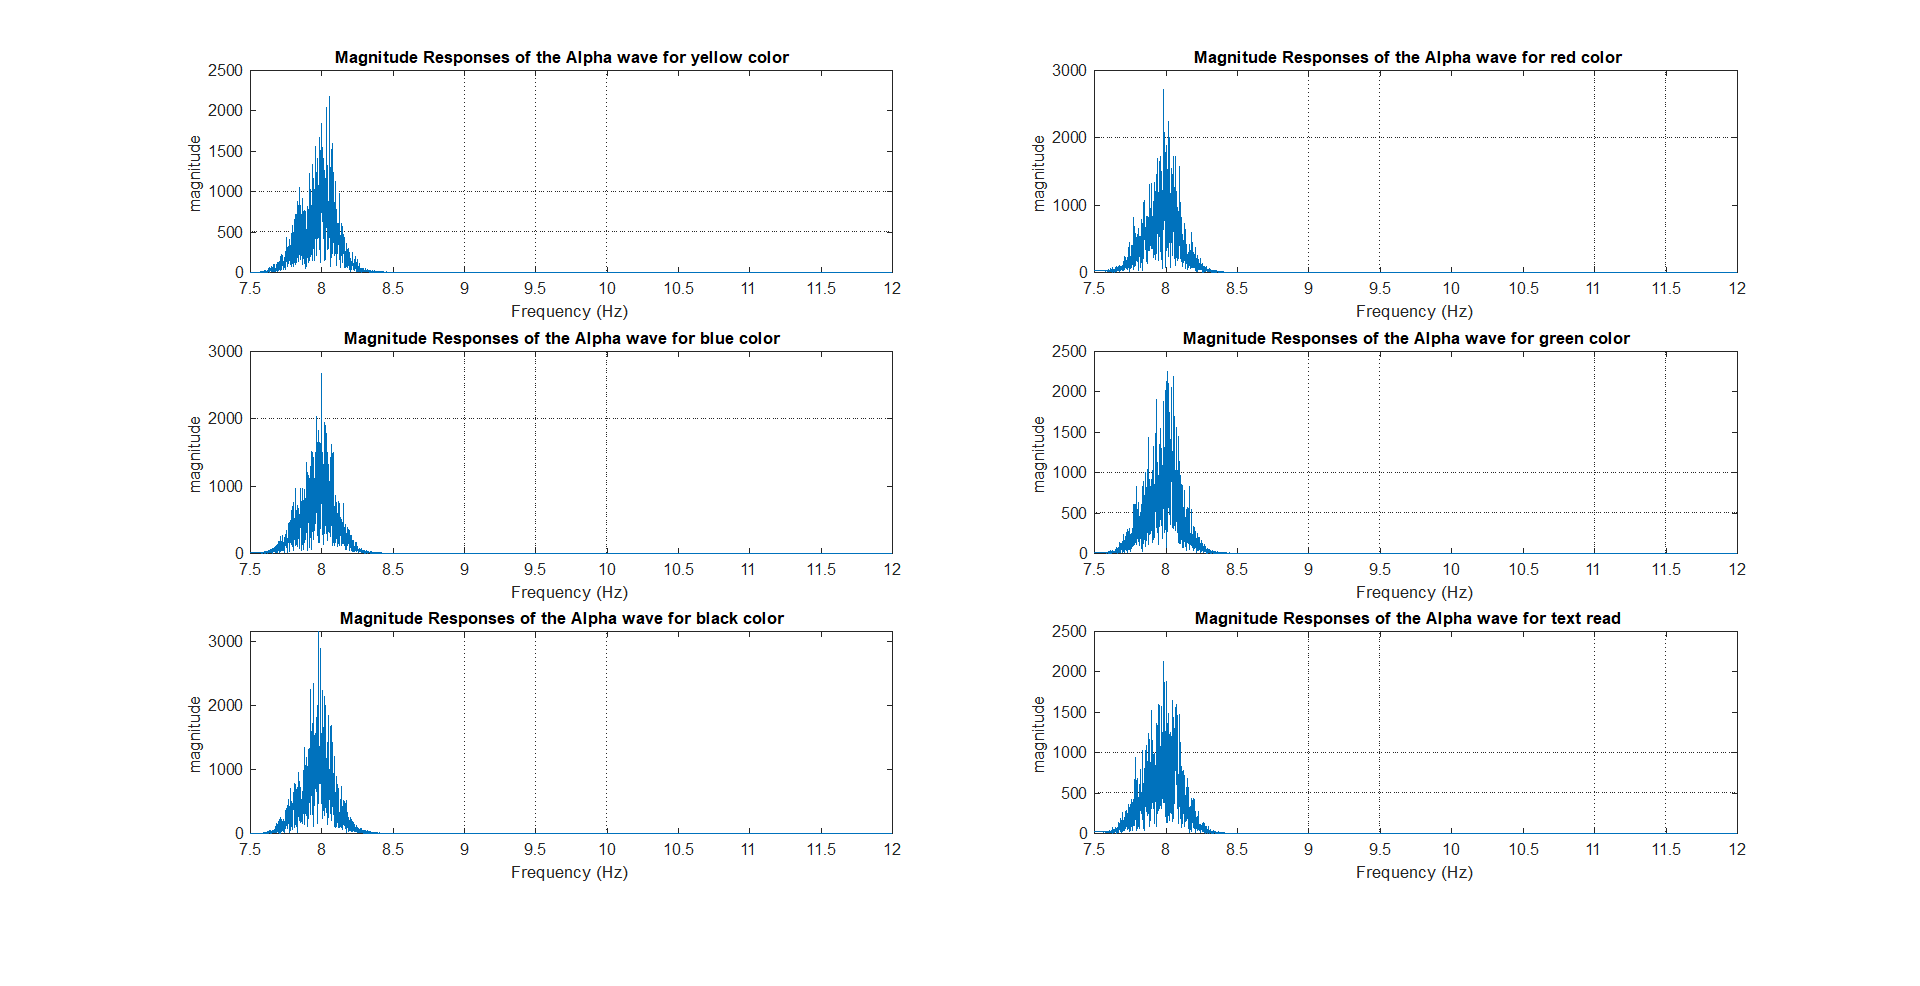 Magnitude Responses of the Alpha wave for yellow color
2500
2000
1500
1000
500
0
magnitude
7.5 8 8.5 9 9.5 10 10.5 11 11.5 12
Frequency (Hz)
Magnitude Responses of the Alpha wave for red color
3000
2000
1000
0
magnitude
7.5 8 8.5 9 9.5 10 10.5 11 11.5 12
Frequency (Hz)
Magnitude Responses of the Alpha wave for blue color
3000
2000
1000
0
magnitude
7.5 8 8.5 9 9.5 10 10.5 11 11.5 12
Frequency (Hz)
Magnitude Responses of the Alpha wave for green color
2500
2000
1500
1000
500
0
magnitude
7.5 8 8.5 9 9.5 10 10.5 11 11.5 12
Frequency (Hz)
Magnitude Responses of the Alpha wave for black color
3000
2000
1000
0
magnitude
7.5 8 8.5 9 9.5 10 10.5 11 11.5 12
Frequency (Hz)
Magnitude Responses of the Alpha wave for text read
2500
2000
1500
1000
500
0
magnitude
7.5 8 8.5 9 9.5 10 10.5 11 11.5 12
Frequency (Hz)